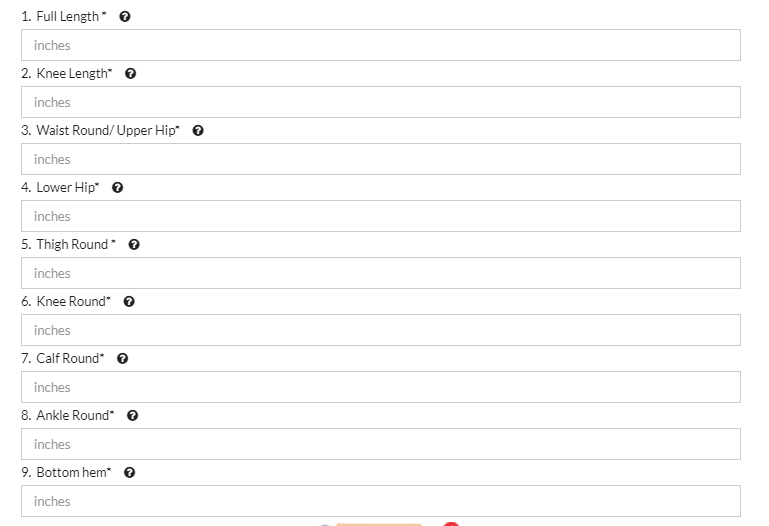 1. Full Length *
inches
2. Knee Length*
inches
3. Waist Round/ Upper Hip*
inches
4. Lower Hip*
inches
5. Thigh Round *
inches
6. Knee Round*
inches
7. Calf Round*
inches
8. Ankle Round*
inches
9. Bottom hem*
inches